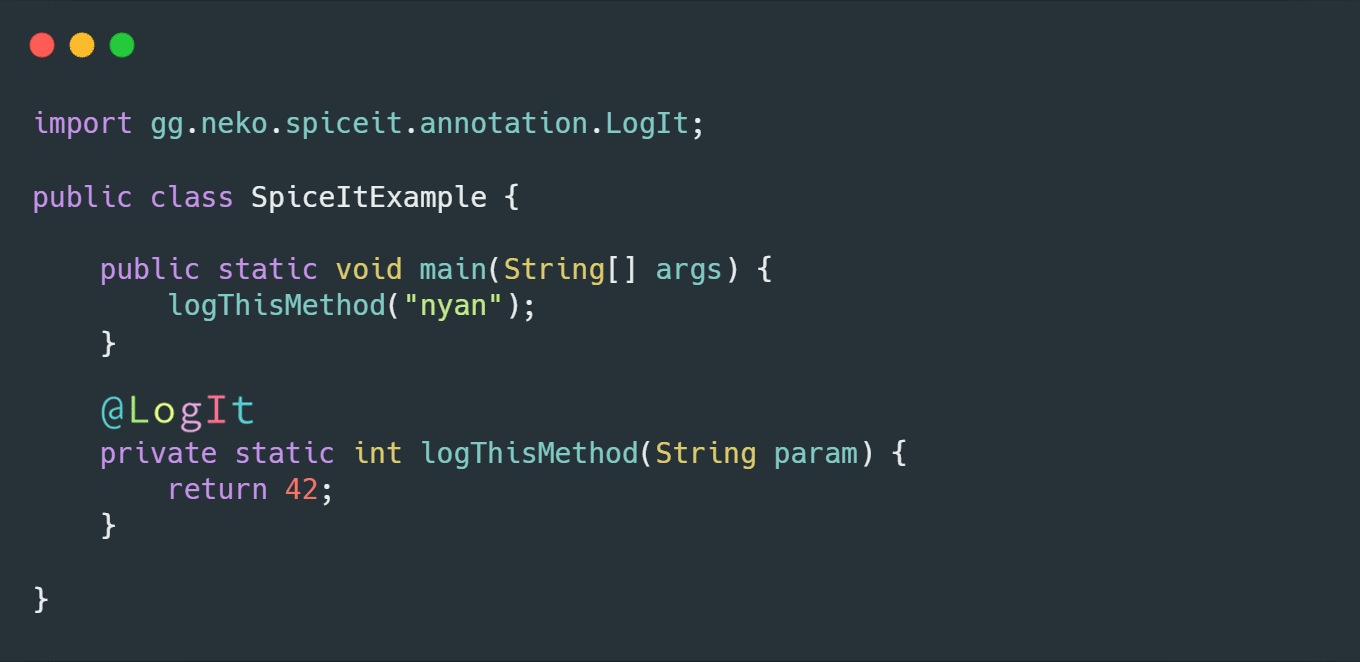 import gg.neko.spiceit.annotation.LogIt;
public class SpiceItExample {
public static void main(String[] args) {
logThisMethod("nyan");
}
@LogIt
private static int logThisMethod(String param) {
return 42;
}
}